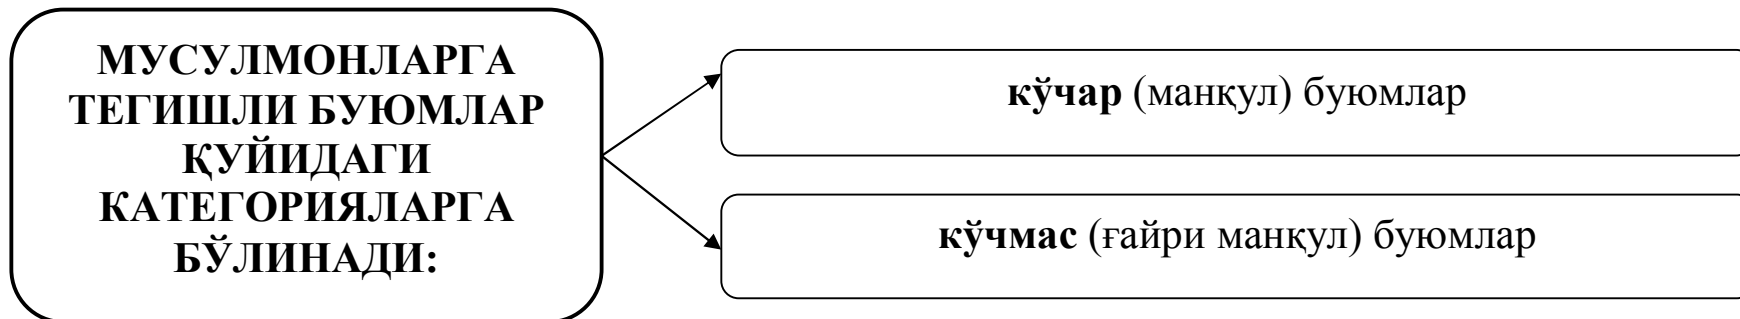 МУСУЛМОНЛАРГА
ТЕГИШЛИ БУЮМЛАР
ҚУЙИДАГИ
КАТЕГОРИЯЛАРГА
БЎЛИНАДИ:
кўчар (манқул) буюмлар
кўчмас (ғайри манқул) буюмлар